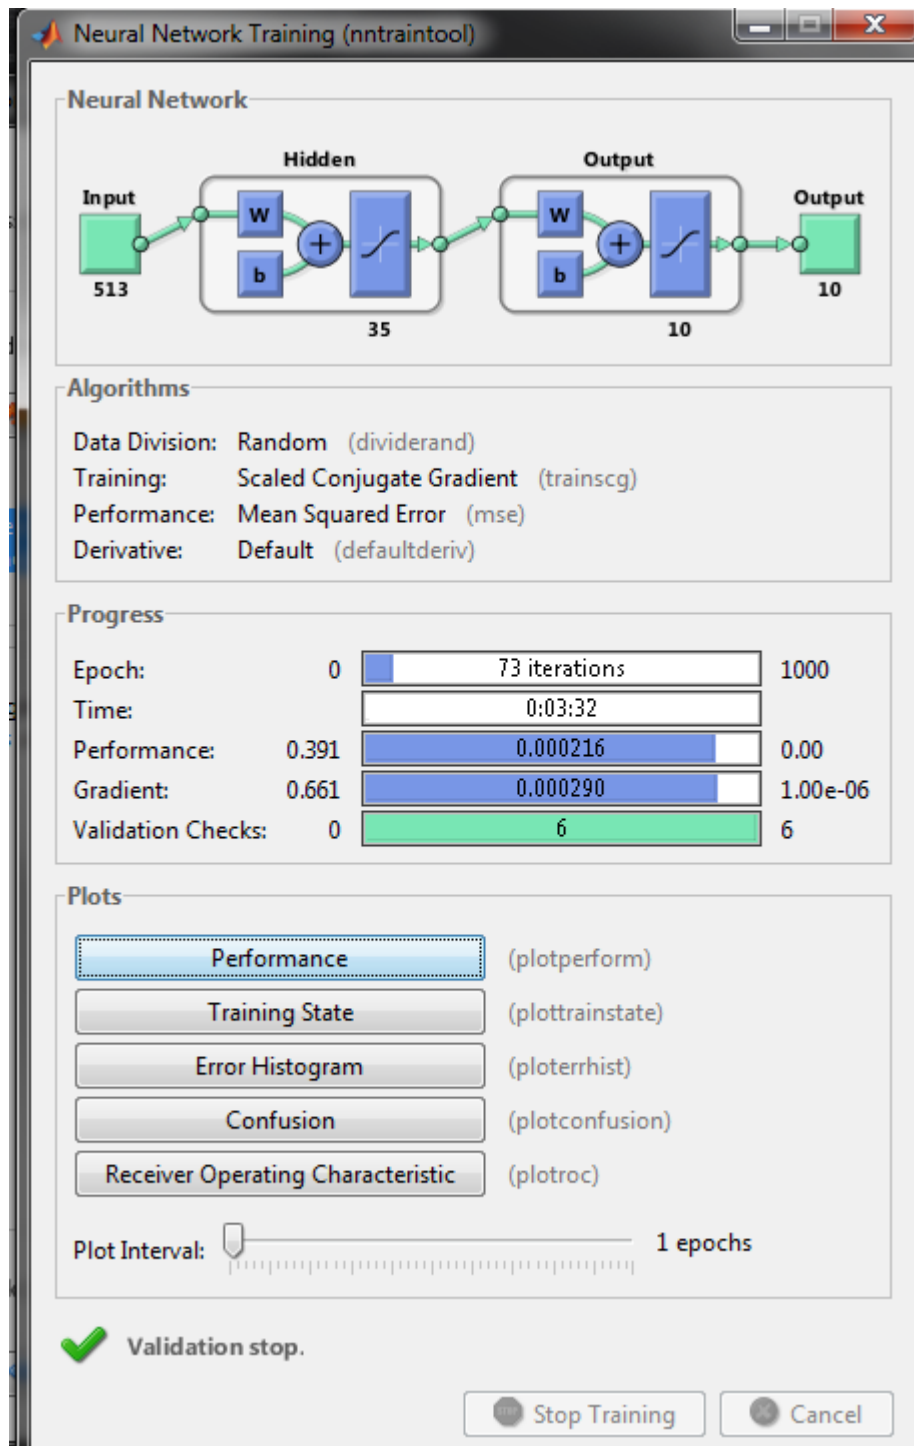 Neural Network Training (nntraintool)
Neural Network
Hidden
Output
Input
W
b
W
b
Output
513
35
10
10
Algorithms
Data Division: Random (dividerand)
Training: Scaled Conjugate Gradient (trainscg)
Performance: Mean Squared Error (mse)
Derivative: Default (defaultderiv)
Progress
Epoch: 0 73 iterations 1000
Time: 0:03:32
Performance: 0.391 0.000216 0.00
Gradient: 0.661 0.000290 1.00e-06
Validation Checks: 0 6 6
Plots
Performance (plotperform)
Training State (plottrainstate)
Error Histogram (ploterrhist)
Confusion (plotconfusion)
Receiver Operating Characteristic (plotroc)
Plot Interval: 1 epochs
Validation stop.
Stop Training Cancel